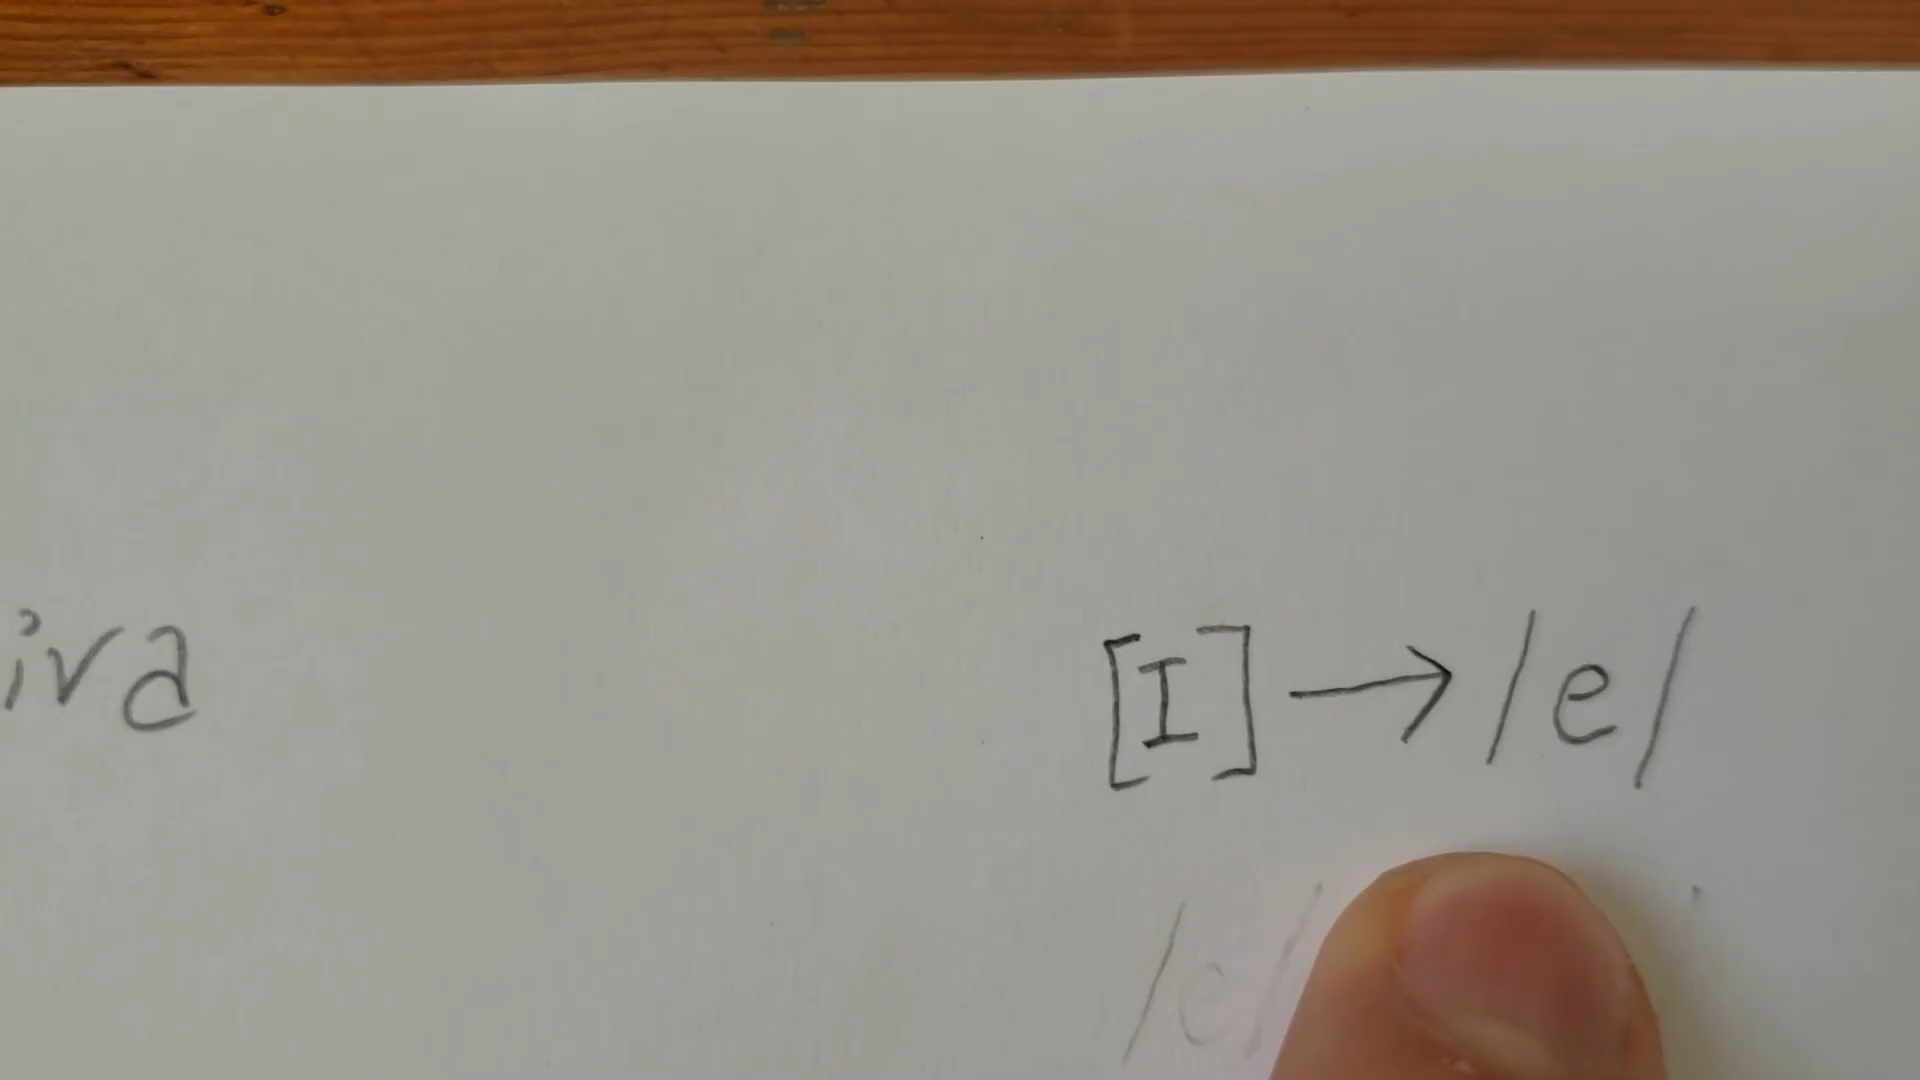 iva [I] → /e/
/e/